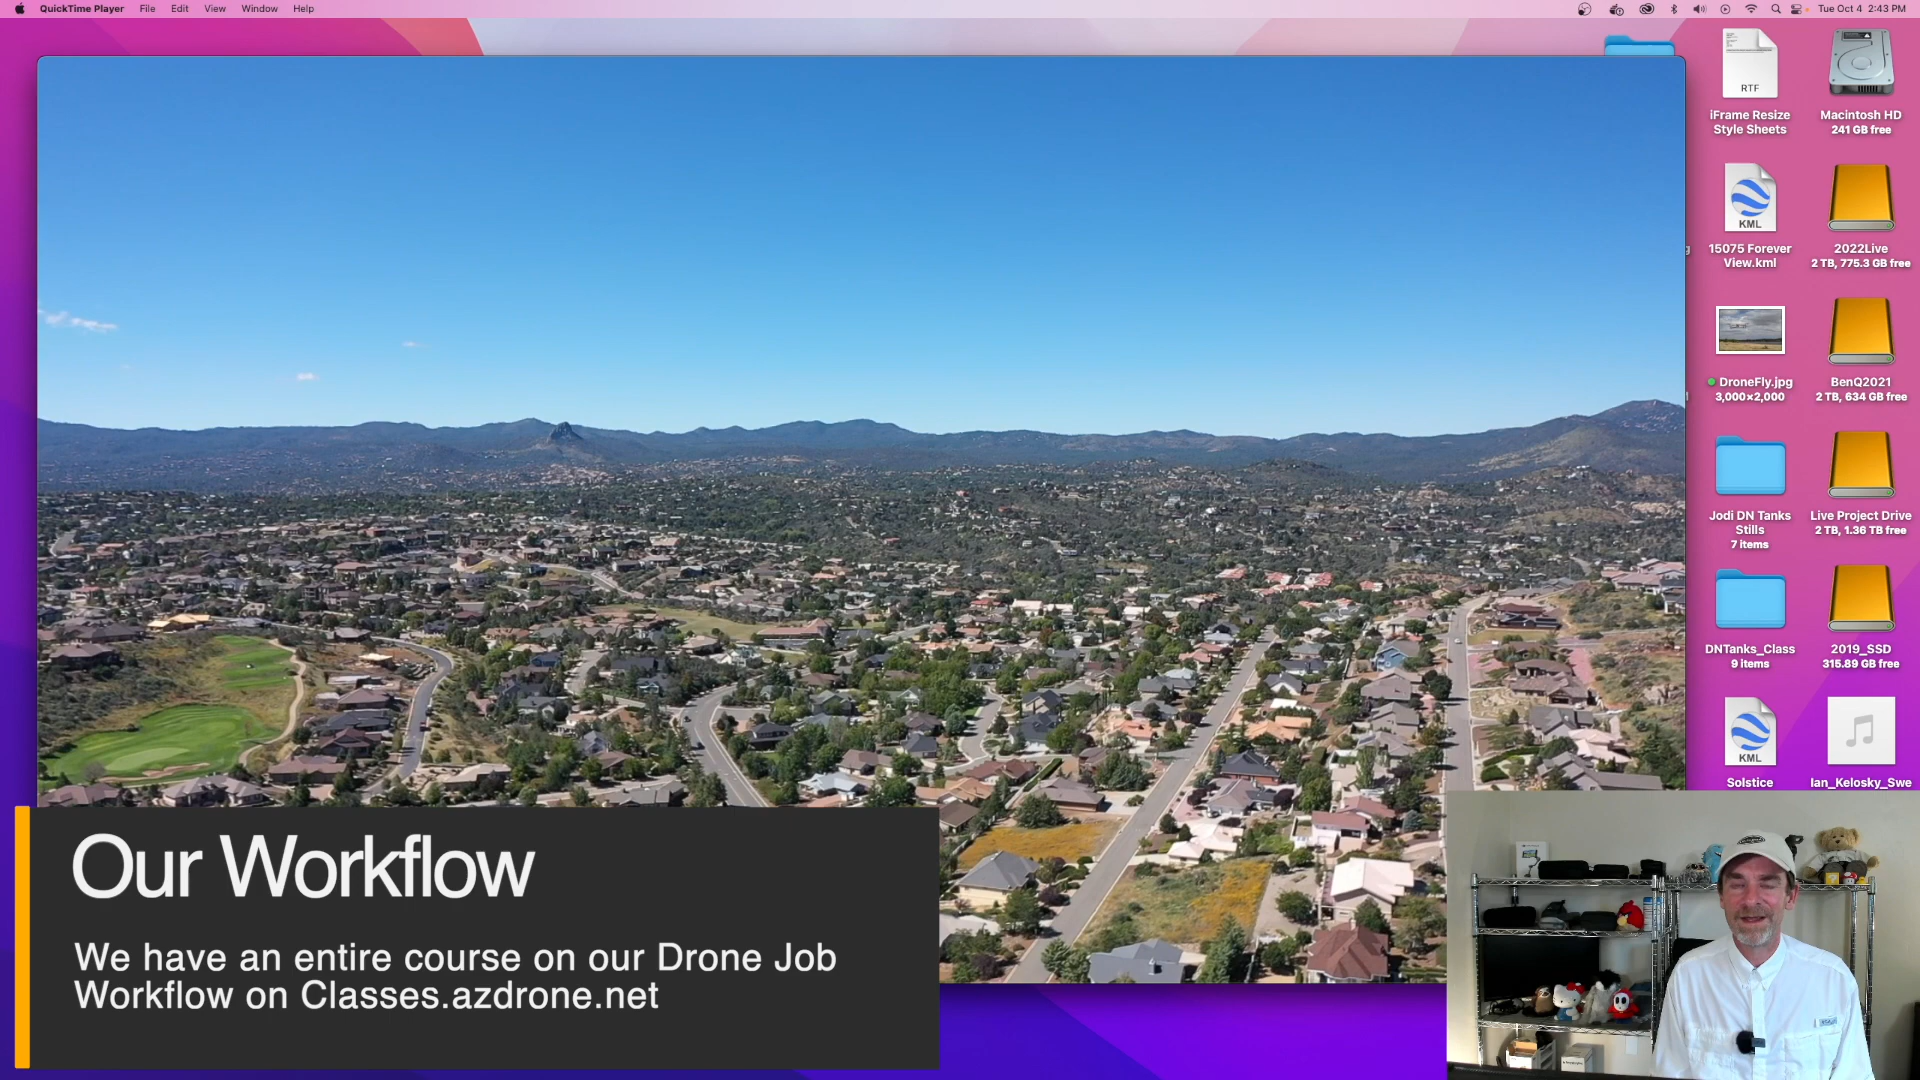 QuickTime Player File Edit View Window Help
Tue Oct 4 2:43 PM
RTF
iFrame Resize
Style Sheets
Macintosh HD
241 GB free
KML
15075 Forever
View.kml
2022Live
2 TB, 775.3 GB free
DroneFly.jpg
3,000×2,000
BenQ2021
2 TB, 634 GB free
Jodi DN Tanks
Stills
7 items
Live Project Drive
2 TB, 1.36 TB free
DNTanks_Class
9 items
2019_SSD
315.89 GB free
KML
Solstice
Ian_Kelosky_Swe
Our Workflow
We have an entire course on our Drone Job
Workflow on Classes.azdrone.net